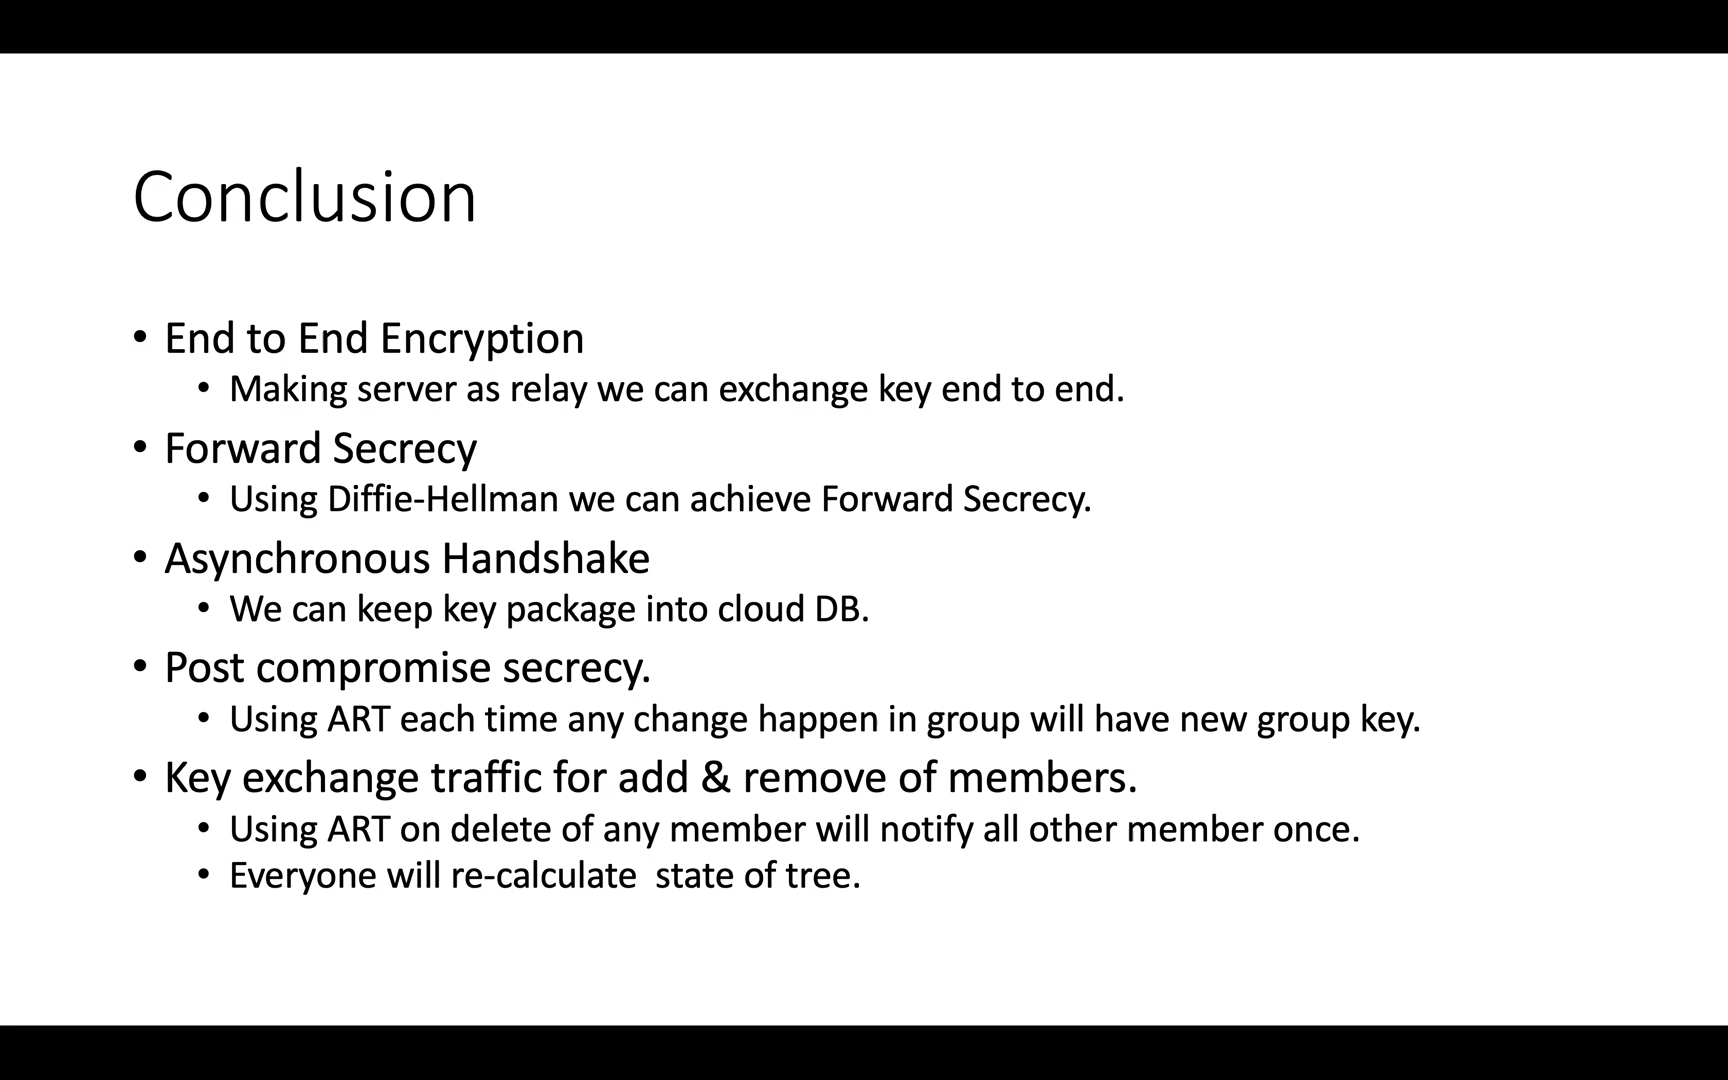 Conclusion
• End to End Encryption
• Making server as relay we can exchange key end to end.
• Forward Secrecy
• Using Diffie-Hellman we can achieve Forward Secrecy.
• Asynchronous Handshake
• We can keep key package into cloud DB.
• Post compromise secrecy.
• Using ART each time any change happen in group will have new group key.
• Key exchange traffic for add & remove of members.
• Using ART on delete of any member will notify all other member once.
• Everyone will re-calculate  state of tree.